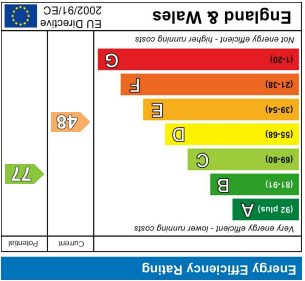 Energy Efficiency Rating
Current Potential
Very energy efficient - lower running costs
(92 plus) A
(81-91) B
(69-80) C
(55-68) D
(39-54) E
(21-38) F
(1-20) G
77
48
Not energy efficient - higher running costs
England & Wales
EU Directive
2002/91/EC